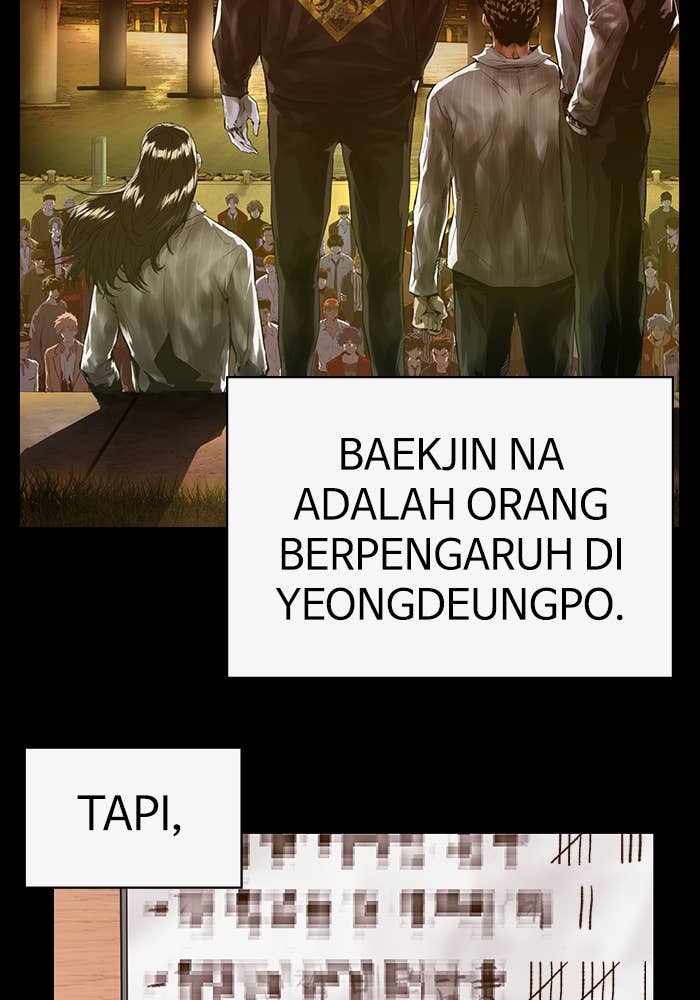 BAEKJIN NA
ADALAH ORANG
BERPENGARUH DI
YEONGDEUNGPO.
TAPI,